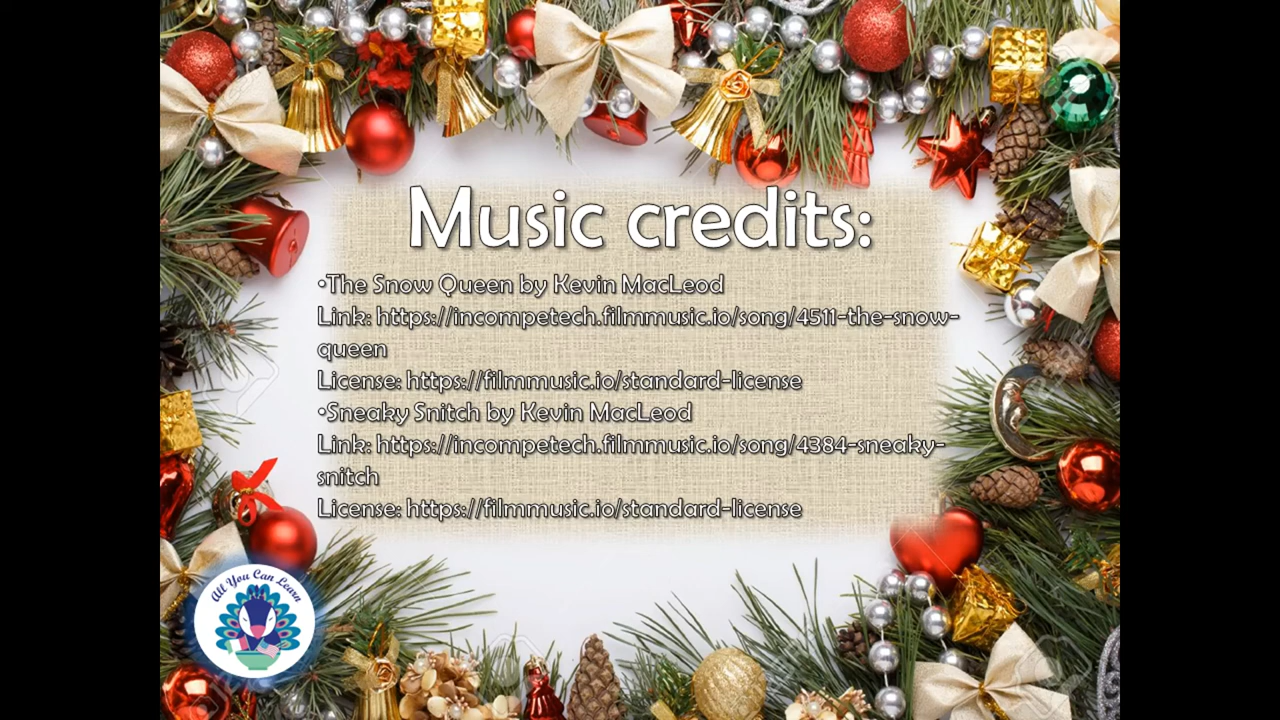 Music credits:
•The Snow Queen by Kevin MacLeod
Link: https://incompetech.filmmusic.io/song/4511-the-snow-
queen
License: https://filmmusic.io/standard-license
•Sneaky Snitch by Kevin MacLeod
Link: https://incompetech.filmmusic.io/song/4384-sneaky-
snitch
License: https://filmmusic.io/standard-license
All You Can Learn